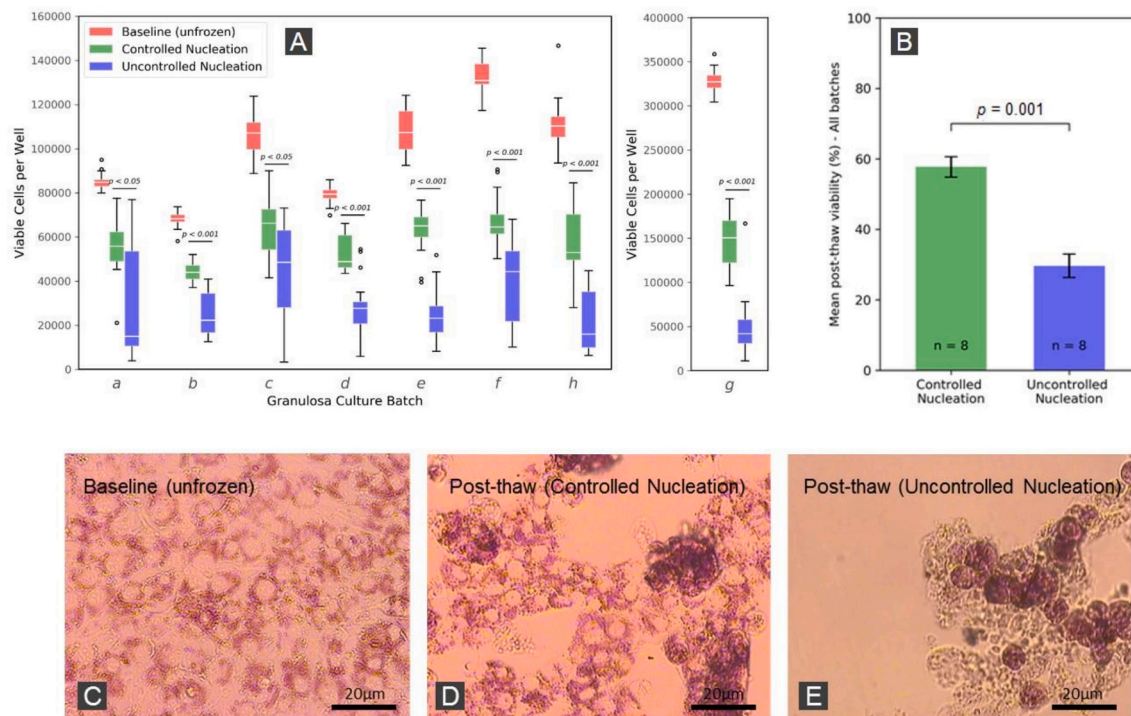 A
Baseline (unfrozen)
Controlled Nucleation
Uncontrolled Nucleation
Viable Cells per Well
160000
140000
120000
100000
80000
60000
40000
20000
0
p < 0.05
p < 0.001
p < 0.05
p < 0.001
p < 0.001
p < 0.001
p < 0.001
a b c d e f h
Granulosa Culture Batch
Viable Cells per Well
400000
350000
300000
250000
200000
150000
100000
50000
0
p < 0.001
g
B
Mean post-thaw viability (%) - All batches
100
80
60
40
20
0
p = 0.001
n = 8 n = 8
Controlled
Nucleation
Uncontrolled
Nucleation
Baseline (unfrozen)
C
20µm
Post-thaw (Controlled Nucleation)
D
20µm
Post-thaw (Uncontrolled Nucleation)
E
20µm